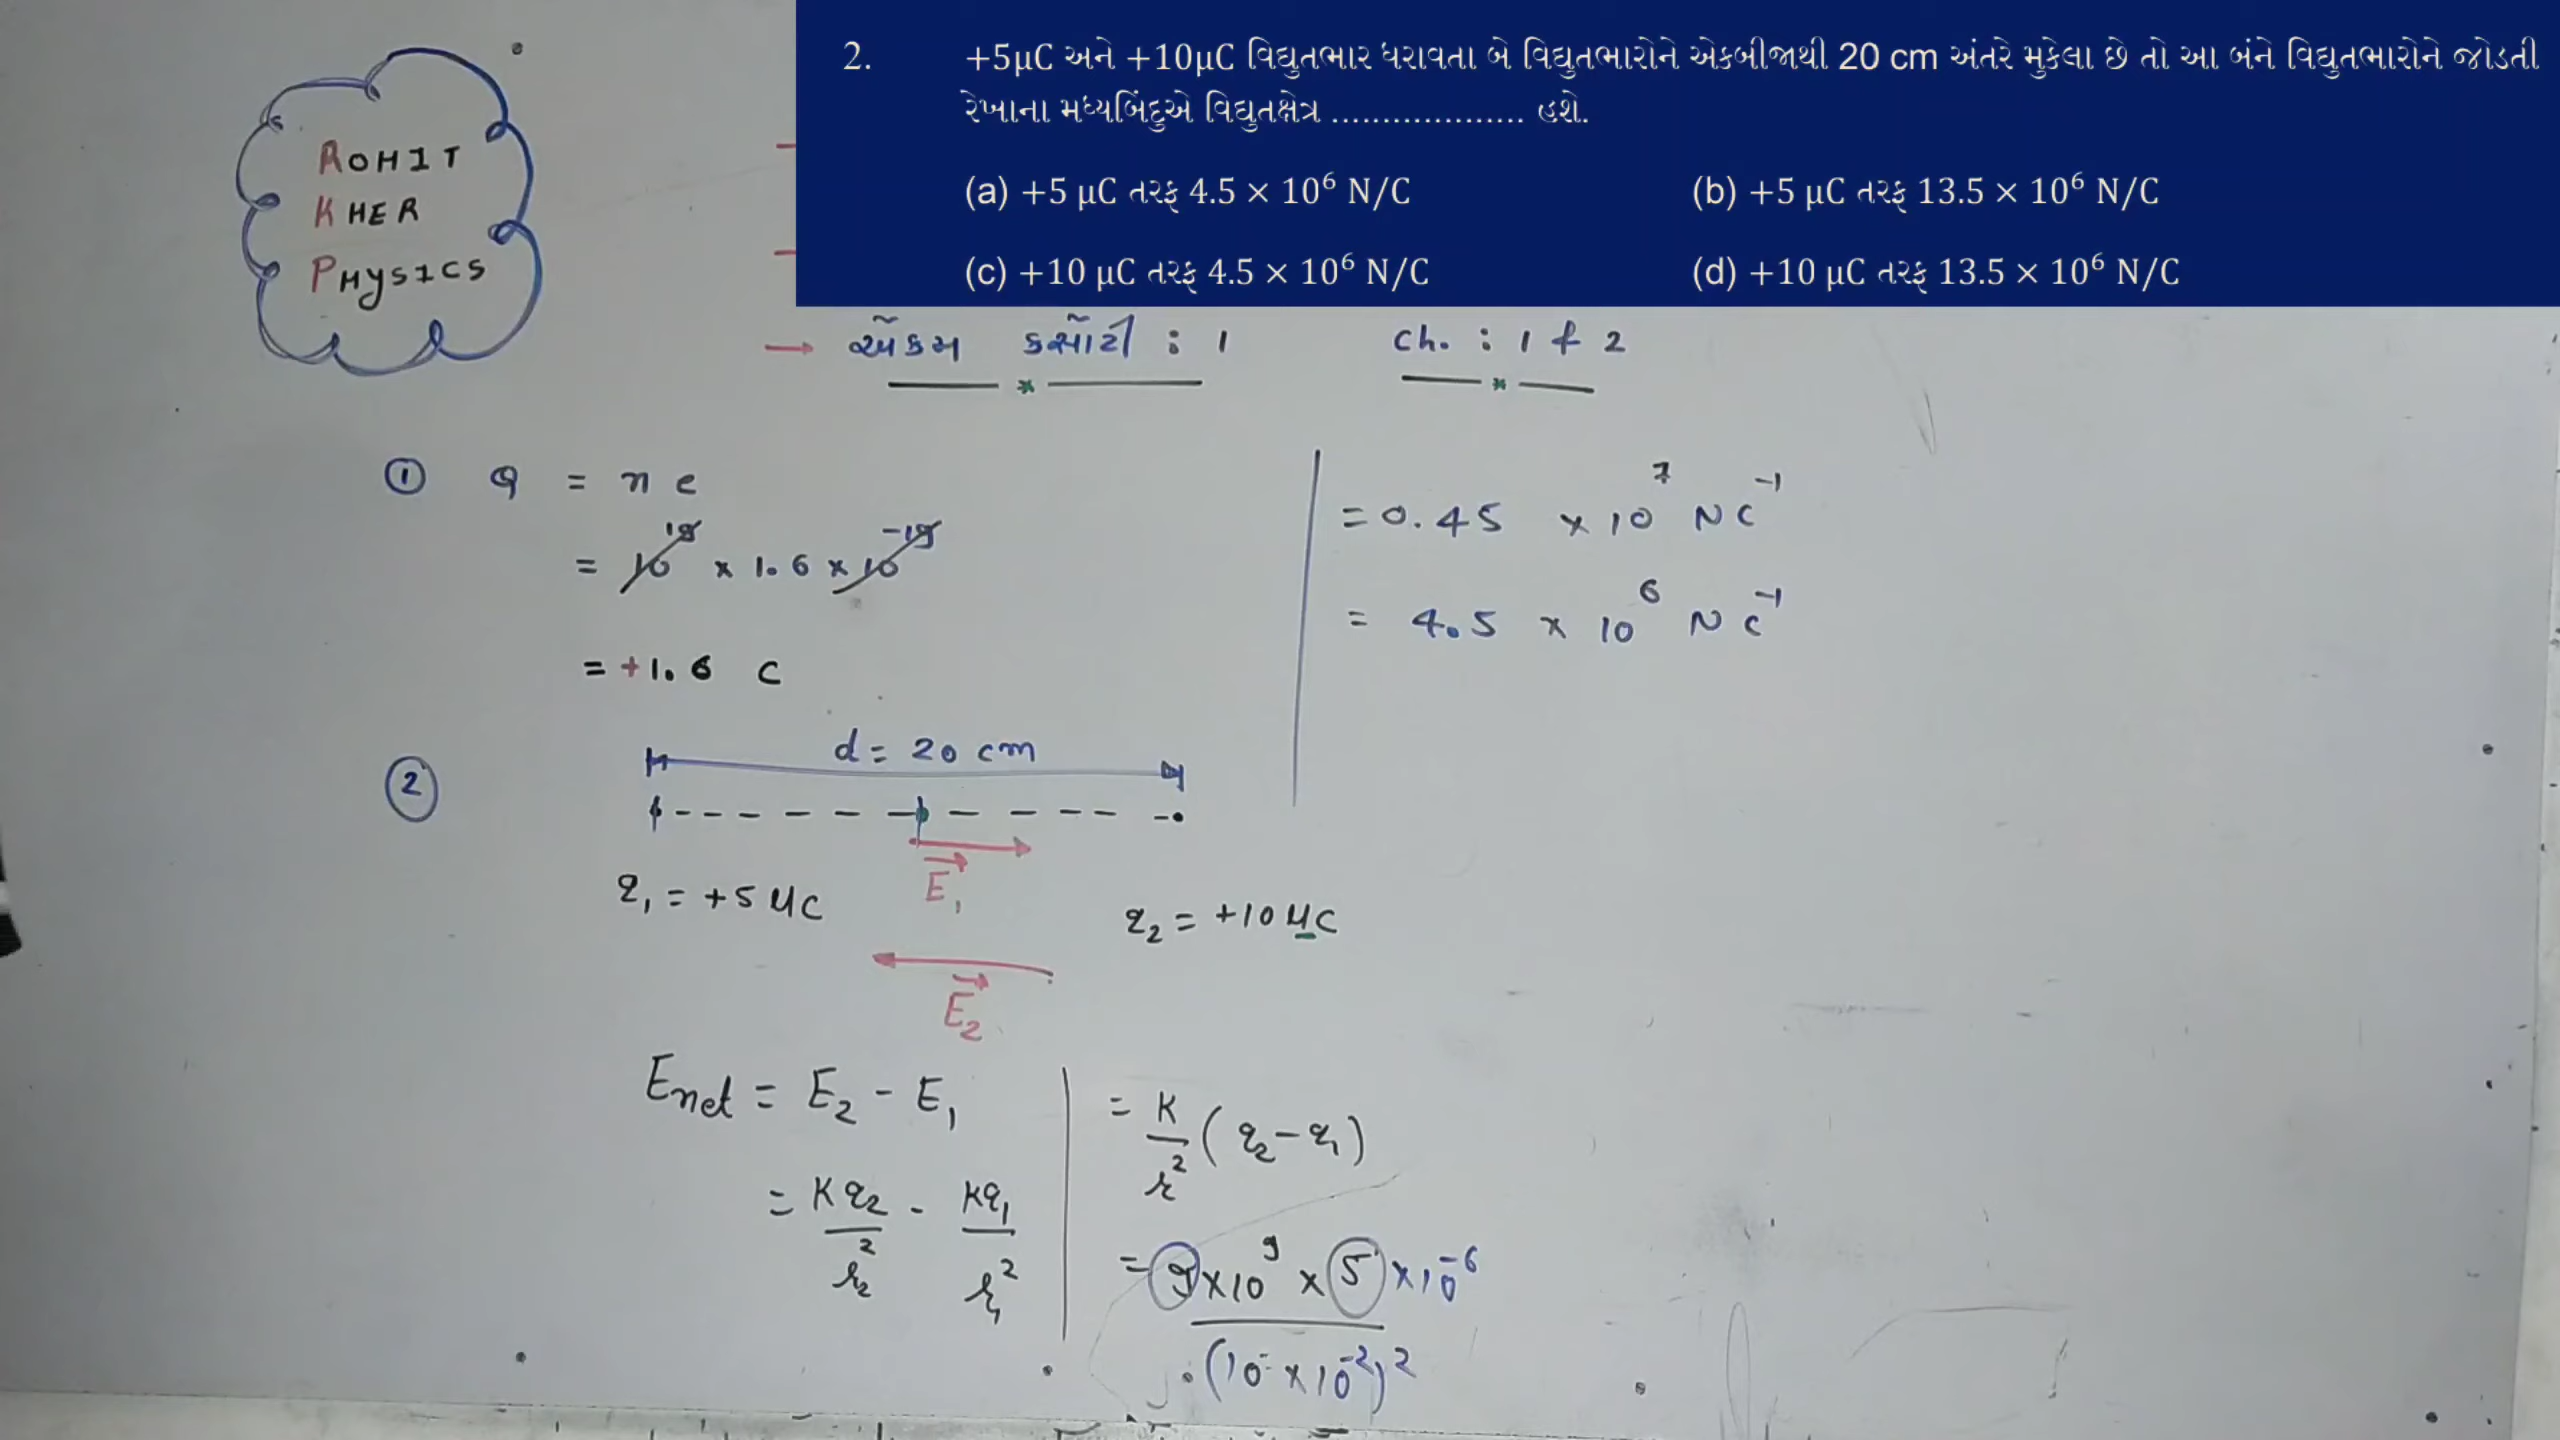 ROHIT
KHER
PHYSICS
2. +5μC અને +10μC વિદ્યુતભાર ધરાવતા બે વિદ્યુતભારોને એકબીજાથી 20 cm અંતરે મુકેલા છે તો આ બંને વિદ્યુતભારોને જોડતી
રેખાના મધ્યબિંદુએ વિદ્યુતક્ષેત્ર ................... હશે.
(a) +5 μC તરફ 4.5 × 10⁶ N/C (b) +5 μC તરફ 13.5 × 10⁶ N/C
(c) +10 μC તરફ 4.5 × 10⁶ N/C (d) +10 μC તરફ 13.5 × 10⁶ N/C
→ એકમ કસોટી : 1 Ch. : 1 & 2
① Q = n e
= 10¹⁹ × 1.6 × 10⁻¹⁹
= +1.6 C
② d = 20 cm
E₁
q₁ = +5 μC
q₂ = +10 μC
E₂
Enet = E₂ - E₁
= Kq₂/r₂² - Kq₁/r₁²
= K/r² (q₂ - q₁)
= 9 × 10⁹ × 5 × 10⁻⁶
(10 × 10⁻²)²
= 0.45 × 10⁷ NC⁻¹
= 4.5 × 10⁶ NC⁻¹